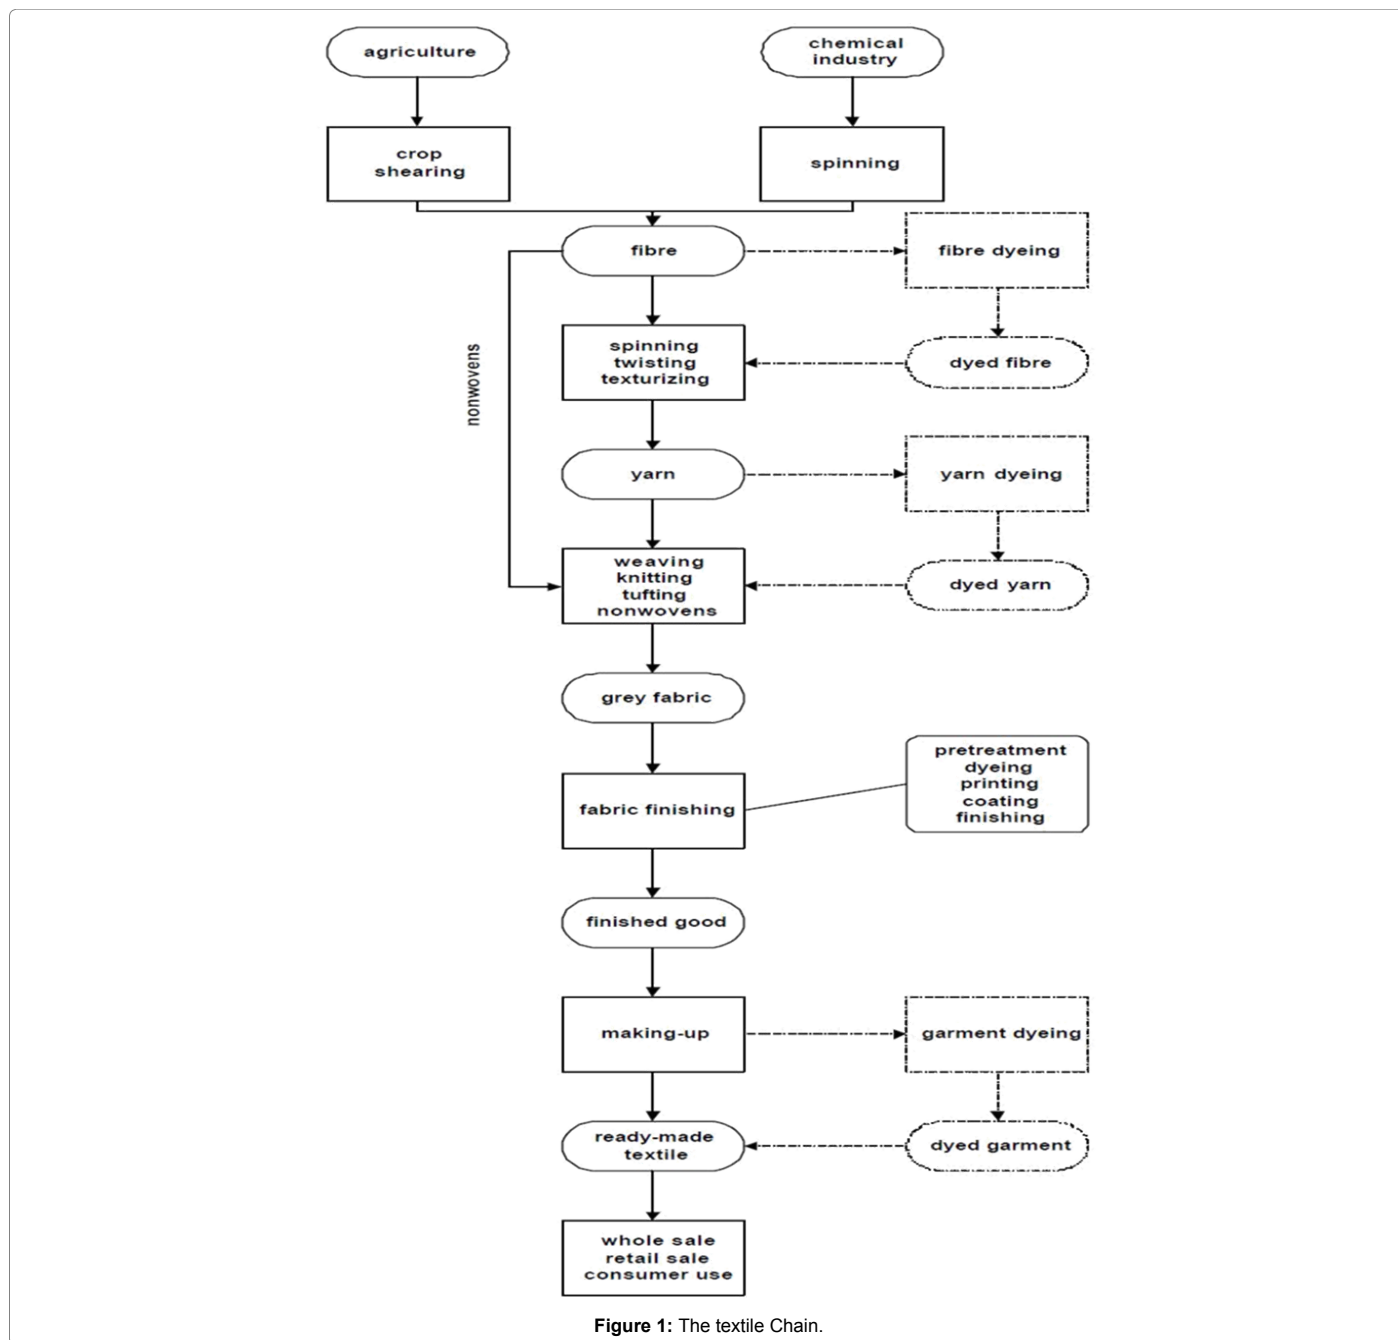 agriculture
chemical
industry
crop
shearing
spinning
fibre
fibre dyeing
nonwovens
spinning
twisting
texturizing
dyed fibre
yarn
yarn dyeing
weaving
knitting
tufting
nonwovens
dyed yarn
grey fabric
fabric finishing
pretreatment
dyeing
printing
coating
finishing
finished good
making-up
garment dyeing
ready-made
textile
dyed garment
whole sale
retail sale
consumer use
Figure 1: The textile Chain.